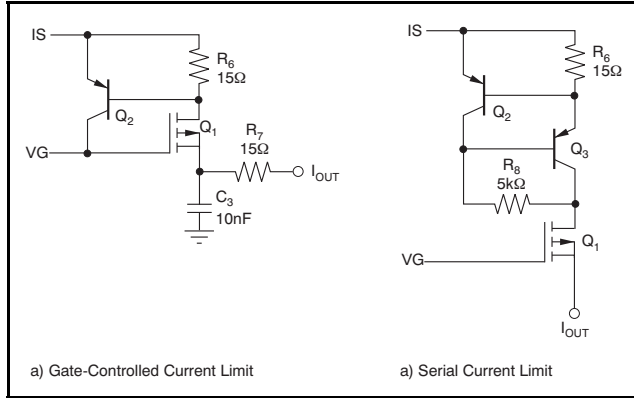 IS
R6
15Ω
Q2
Q1
VG
R7
15Ω
IOUT
C3
10nF
a) Gate-Controlled Current Limit
IS
R6
15Ω
Q2
Q3
R8
5kΩ
Q1
VG
IOUT
a) Serial Current Limit